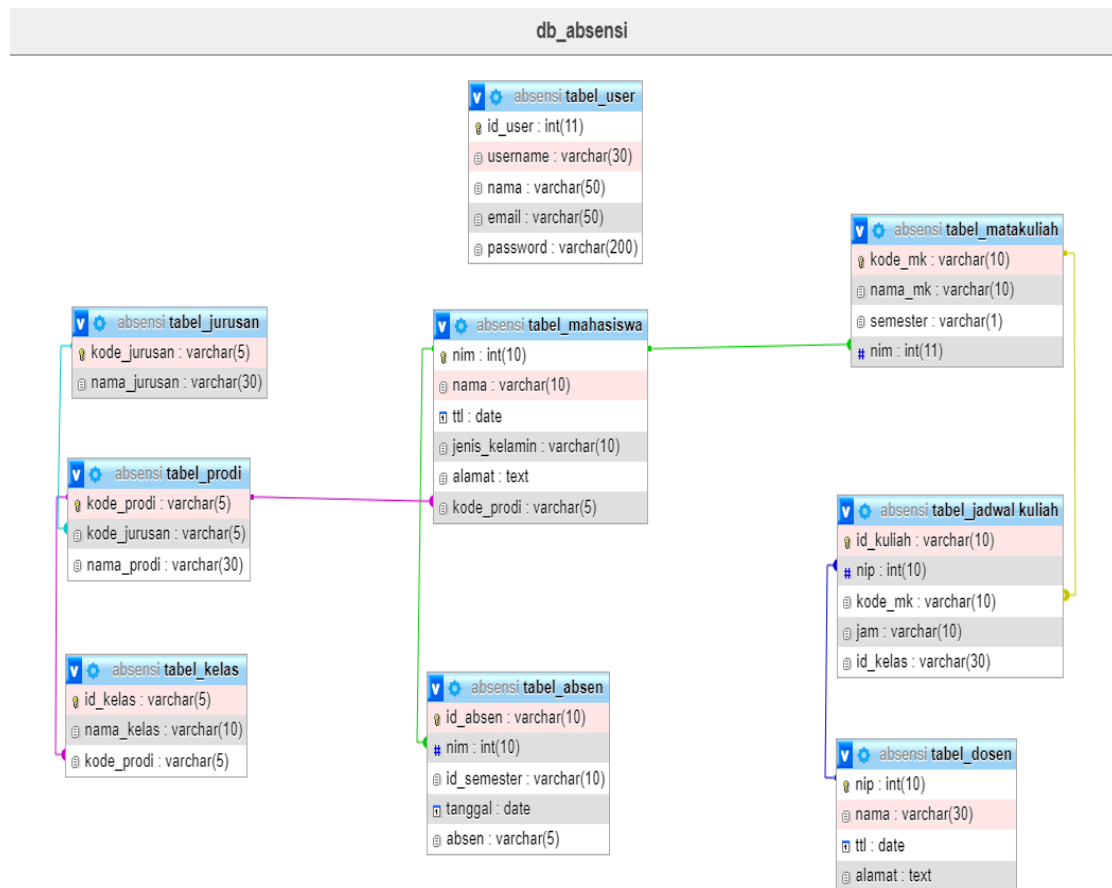 db_absensi
v absensi tabel_user
id_user : int(11)
username : varchar(30)
nama : varchar(50)
email : varchar(50)
password : varchar(200)
v absensi tabel_matakuliah
kode_mk : varchar(10)
nama_mk : varchar(10)
semester : varchar(1)
# nim : int(11)
v absensi tabel_jurusan
kode_jurusan : varchar(5)
nama_jurusan : varchar(30)
v absensi tabel_mahasiswa
nim : int(10)
nama : varchar(10)
ttl : date
jenis_kelamin : varchar(10)
alamat : text
kode_prodi : varchar(5)
v absensi tabel_prodi
kode_prodi : varchar(5)
kode_jurusan : varchar(5)
nama_prodi : varchar(30)
v absensi tabel_jadwal kuliah
id_kuliah : varchar(10)
# nip : int(10)
kode_mk : varchar(10)
jam : varchar(10)
id_kelas : varchar(30)
v absensi tabel_kelas
id_kelas : varchar(5)
nama_kelas : varchar(10)
kode_prodi : varchar(5)
v absensi tabel_absen
id_absen : varchar(10)
# nim : int(10)
id_semester : varchar(10)
tanggal : date
absen : varchar(5)
v absensi tabel_dosen
nip : int(10)
nama : varchar(30)
ttl : date
alamat : text